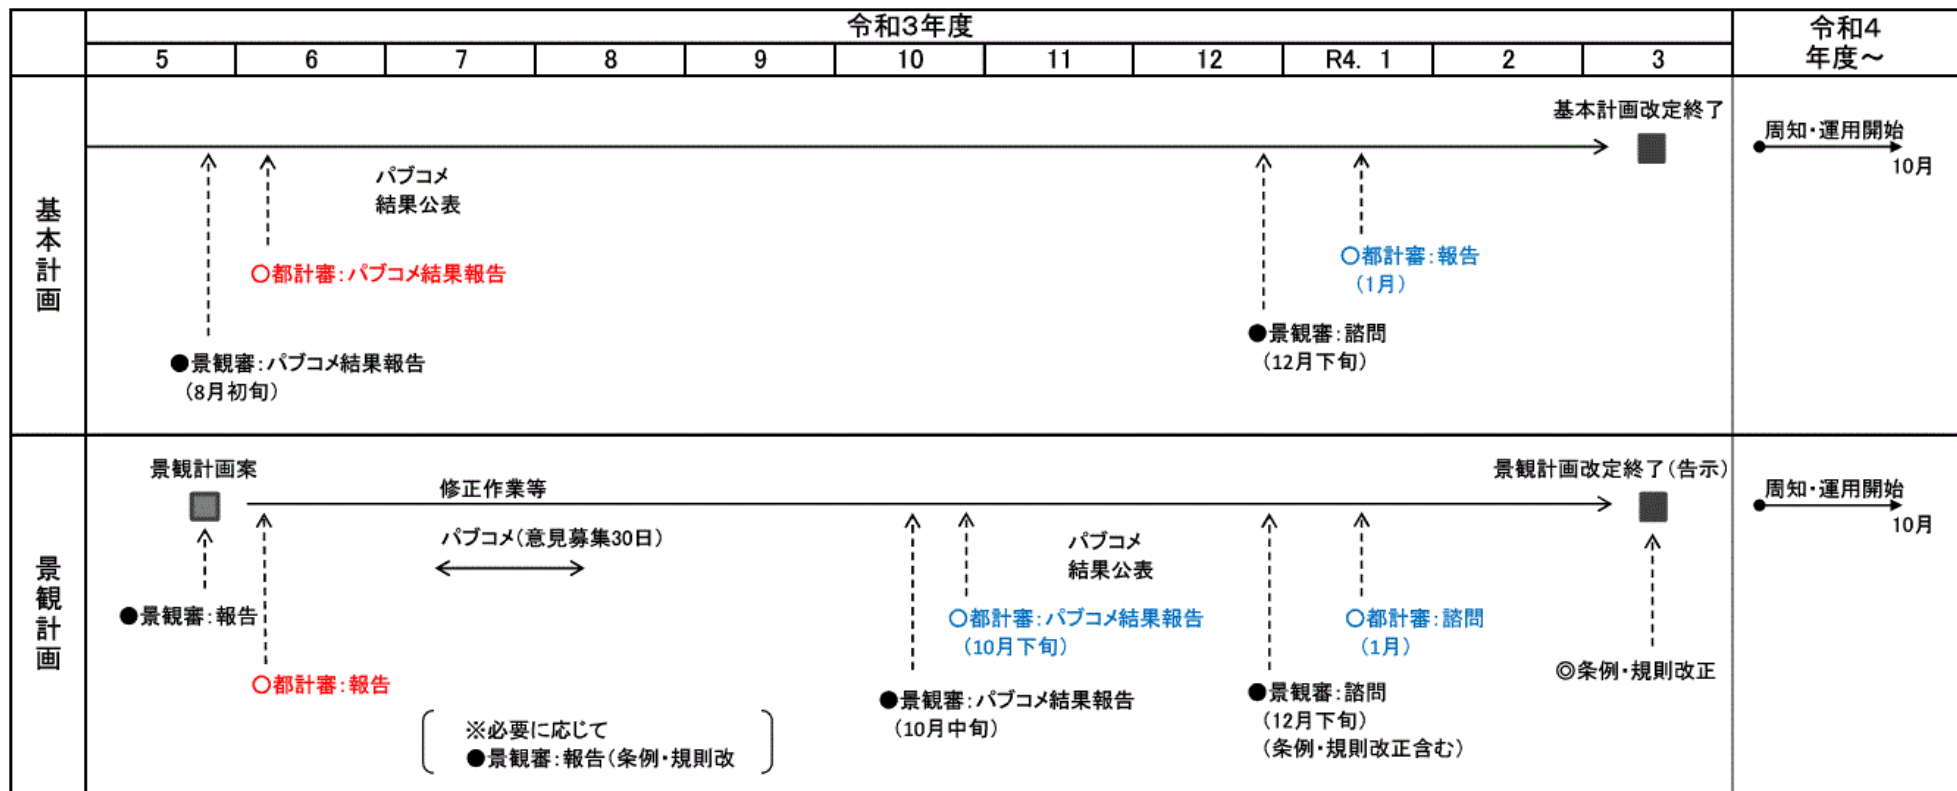 令和3年度
令和4
年度～
5 6 7 8 9 10 11 12 R4. 1 2 3
基本計画
基本計画改定終了
周知・運用開始
10月
パブコメ
結果公表
○都計審：パブコメ結果報告
●景観審：パブコメ結果報告
（8月初旬）
○都計審：報告
（1月）
●景観審：諮問
（12月下旬）
景観計画
景観計画案
修正作業等
景観計画改定終了（告示）
周知・運用開始
10月
パブコメ（意見募集30日）
パブコメ
結果公表
●景観審：報告
○都計審：パブコメ結果報告
（10月下旬）
○都計審：諮問
（1月）
○都計審：報告
◎条例・規則改正
●景観審：パブコメ結果報告
（10月中旬）
●景観審：諮問
（12月下旬）
（条例・規則改正含む）
※必要に応じて
●景観審：報告（条例・規則改